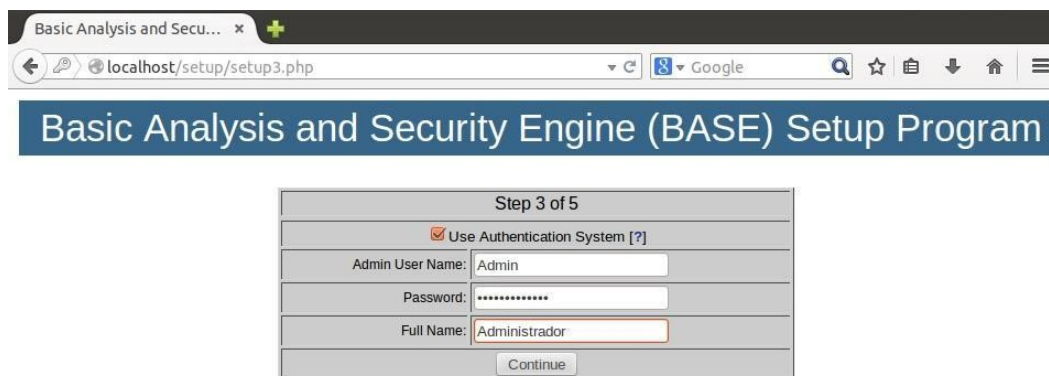 Basic Analysis and Secu... ×
localhost/setup/setup3.php
Google
Basic Analysis and Security Engine (BASE) Setup Program
Step 3 of 5
Use Authentication System [?]
Admin User Name: Admin
Password: •••••••••••••
Full Name: Administrador
Continue